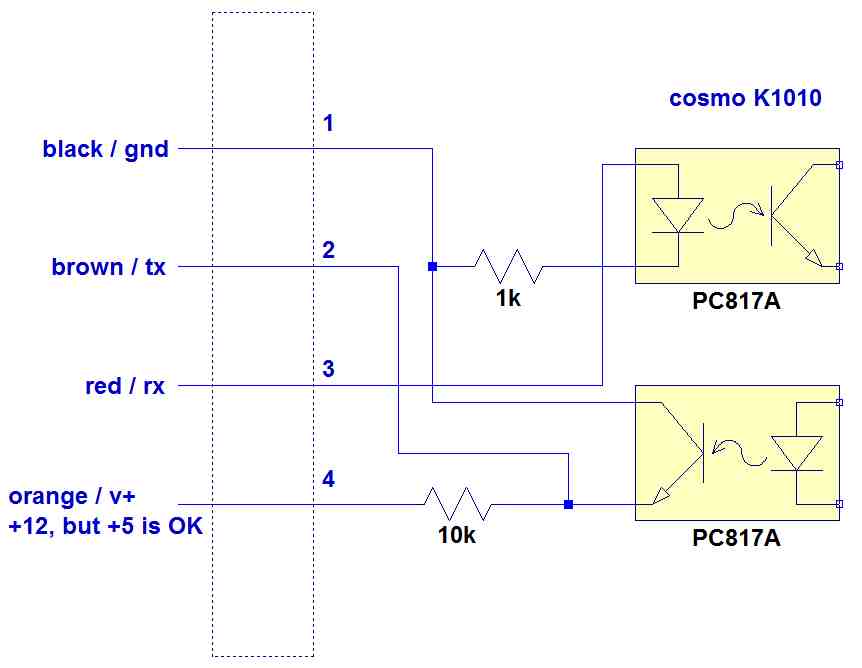 cosmo K1010
1
black / gnd
2
brown / tx
1k
PC817A
3
red / rx
4
orange / v+
+12, but +5 is OK
10k
PC817A